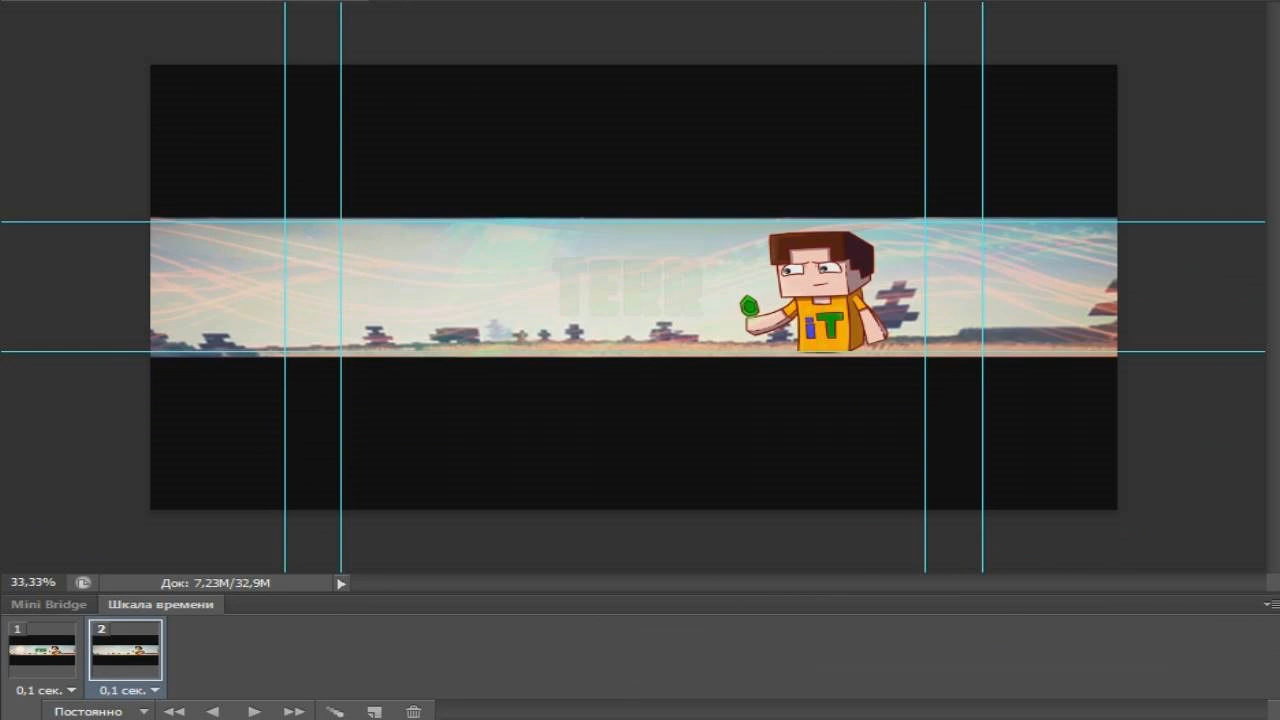 TERK
iT
33,33%
Док: 7,23M/32,9M
Mini Bridge
Шкала времени
1
2
0,1 сек.
0,1 сек.
Постоянно